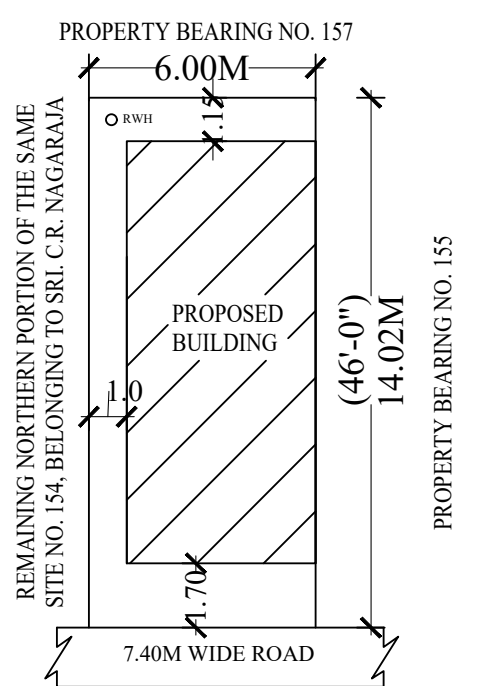 PROPERTY BEARING NO. 157
6.00M
1.15
RWH
REMAINING NORTHERN PORTION OF THE SAME
SITE NO. 154, BELONGING TO SRI. C.R. NAGARAJA
PROPOSED
BUILDING
1.0
(46'-0")
14.02M
PROPERTY BEARING NO. 155
1.70
7.40M WIDE ROAD